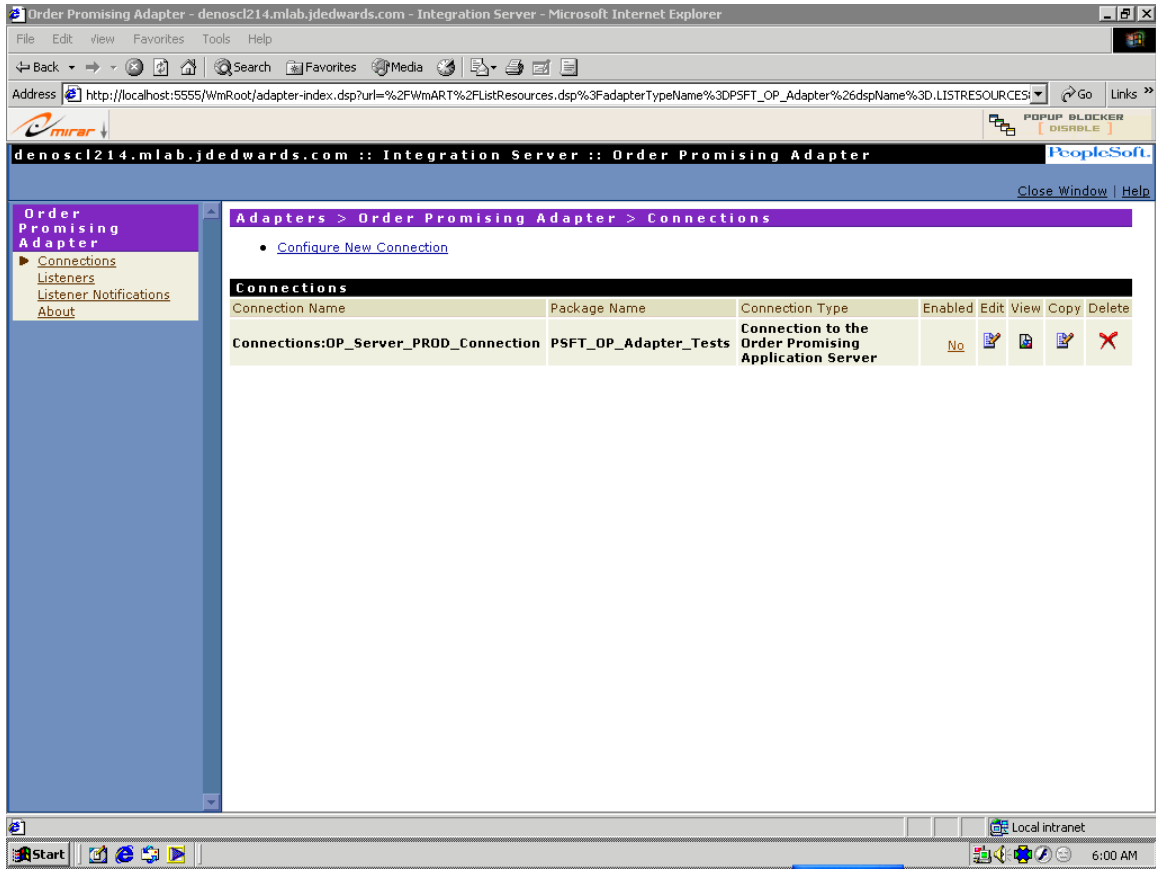 Order Promising Adapter - denoscl214.mlab.jdedwards.com - Integration Server - Microsoft Internet Explorer
File Edit View Favorites Tools Help
Back Search Favorites Media
Address http://localhost:5555/WmRoot/adapter-index.dsp?url=%2FWmART%2FListResources.dsp%3FadapterTypeName%3DPSFT_OP_Adapter%26dspName%3D.LISTRESOURCES Go Links »
mirar POPUP BLOCKER
[ DISABLE ]
denoscl214.mlab.jdedwards.com :: Integration Server :: Order Promising Adapter PeopleSoft.
Close Window | Help
Order
Promising
Adapter
Connections
Listeners
Listener Notifications
About
Adapters > Order Promising Adapter > Connections
• Configure New Connection
Connections
Connection Name Package Name Connection Type Enabled Edit View Copy Delete
Connections:OP_Server_PROD_Connection PSFT_OP_Adapter_Tests Connection to the
Order Promising
Application Server No
Local intranet
Start 6:00 AM